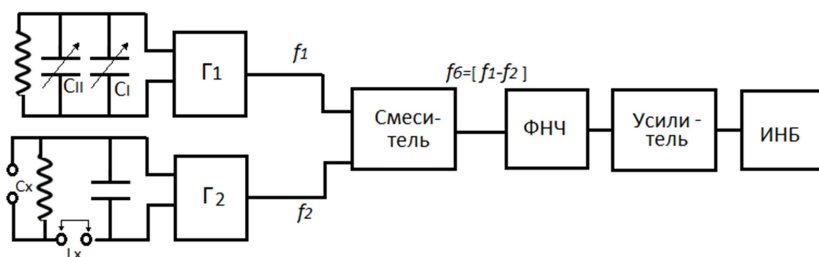 f1
CII
CI
Г1
fб=[ f1-f2 ]
Смеси-
тель
ФНЧ
Усили -
тель
ИНБ
Cx
Г2
f2
Lx